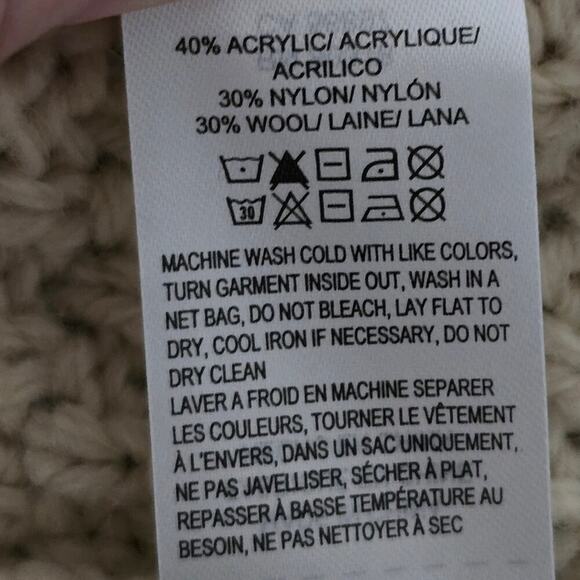 40% ACRYLIC/ ACRYLIQUE/
ACRILICO
30% NYLON/ NYLÓN
30% WOOL/ LAINE/ LANA
30
MACHINE WASH COLD WITH LIKE COLORS,
TURN GARMENT INSIDE OUT, WASH IN A
NET BAG, DO NOT BLEACH, LAY FLAT TO
DRY, COOL IRON IF NECESSARY, DO NOT
DRY CLEAN
LAVER A FROID EN MACHINE SEPARER
LES COULEURS, TOURNER LE VÊTEMENT
À L'ENVERS, DANS UN SAC UNIQUEMENT,
NE PAS JAVELLISER, SÉCHER À PLAT,
REPASSER À BASSE TEMPÉRATURE AU
BESOIN, NE PAS NETTOYER À SEC